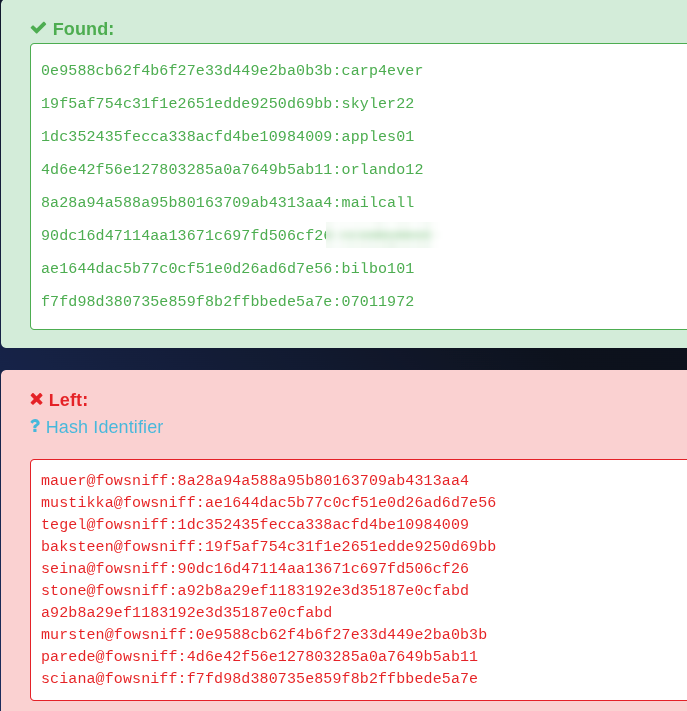 Found:
0e9588cb62f4b6f27e33d449e2ba0b3b:carp4ever
19f5af754c31f1e2651edde9250d69bb:skyler22
1dc352435fecca338acfd4be10984009:apples01
4d6e42f56e127803285a0a7649b5ab11:orlando12
8a28a94a588a95b80163709ab4313aa4:mailcall
90dc16d47114aa13671c697fd506cf26
ae1644dac5b77c0cf51e0d26ad6d7e56:bilbo101
f7fd98d380735e859f8b2ffbbede5a7e:07011972
Left:
? Hash Identifier
mauer@fowsniff:8a28a94a588a95b80163709ab4313aa4
mustikka@fowsniff:ae1644dac5b77c0cf51e0d26ad6d7e56
tegel@fowsniff:1dc352435fecca338acfd4be10984009
baksteen@fowsniff:19f5af754c31f1e2651edde9250d69bb
seina@fowsniff:90dc16d47114aa13671c697fd506cf26
stone@fowsniff:a92b8a29ef1183192e3d35187e0cfabd
a92b8a29ef1183192e3d35187e0cfabd
mursten@fowsniff:0e9588cb62f4b6f27e33d449e2ba0b3b
parede@fowsniff:4d6e42f56e127803285a0a7649b5ab11
sciana@fowsniff:f7fd98d380735e859f8b2ffbbede5a7e